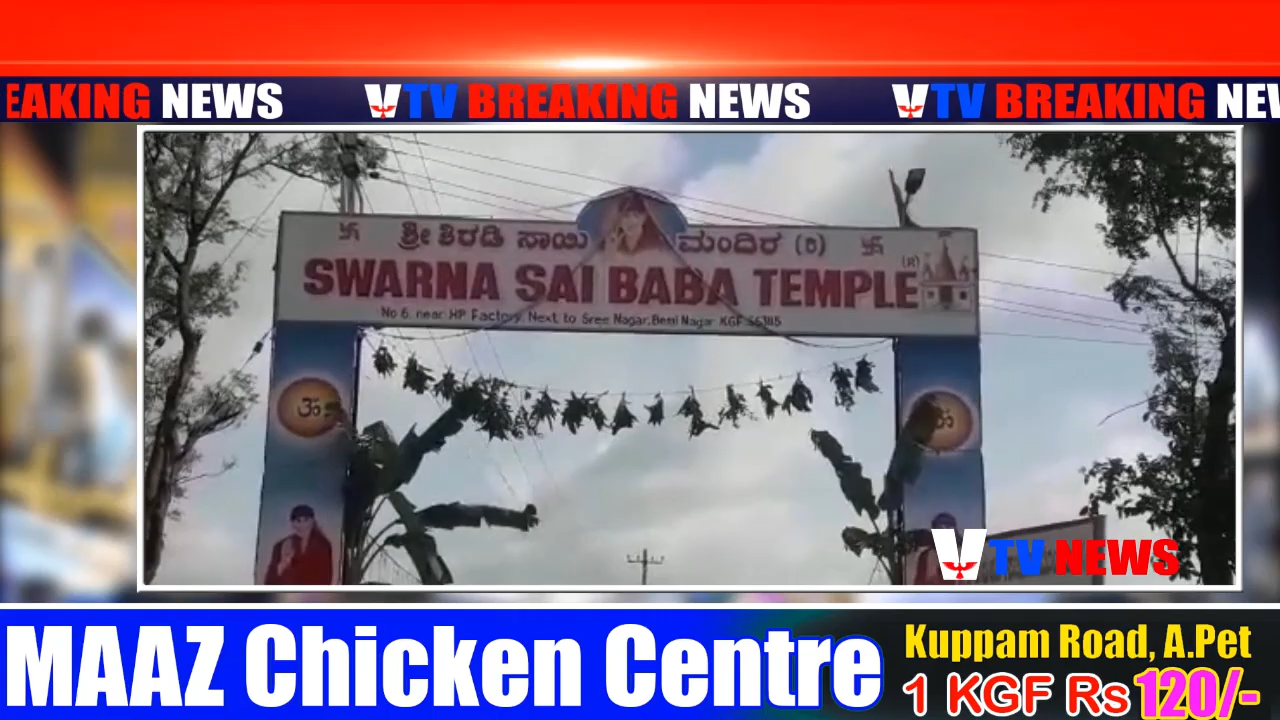 EAKING NEWS VTV BREAKING NEWS VTV BREAKING NEW
ಶ್ರೀ ಶಿರಡಿ ಸಾಯಿ ಮಂದಿರ (ರಿ)
SWARNA SAI BABA TEMPLE (R)
No 6, near HP Factory, Next to Sree Nagar, Beml Nagar KGF
ॐ ॐ
VTV NEWS
MAAZ Chicken Centre
Kuppam Road, A.Pet
1 KGF Rs 120/-